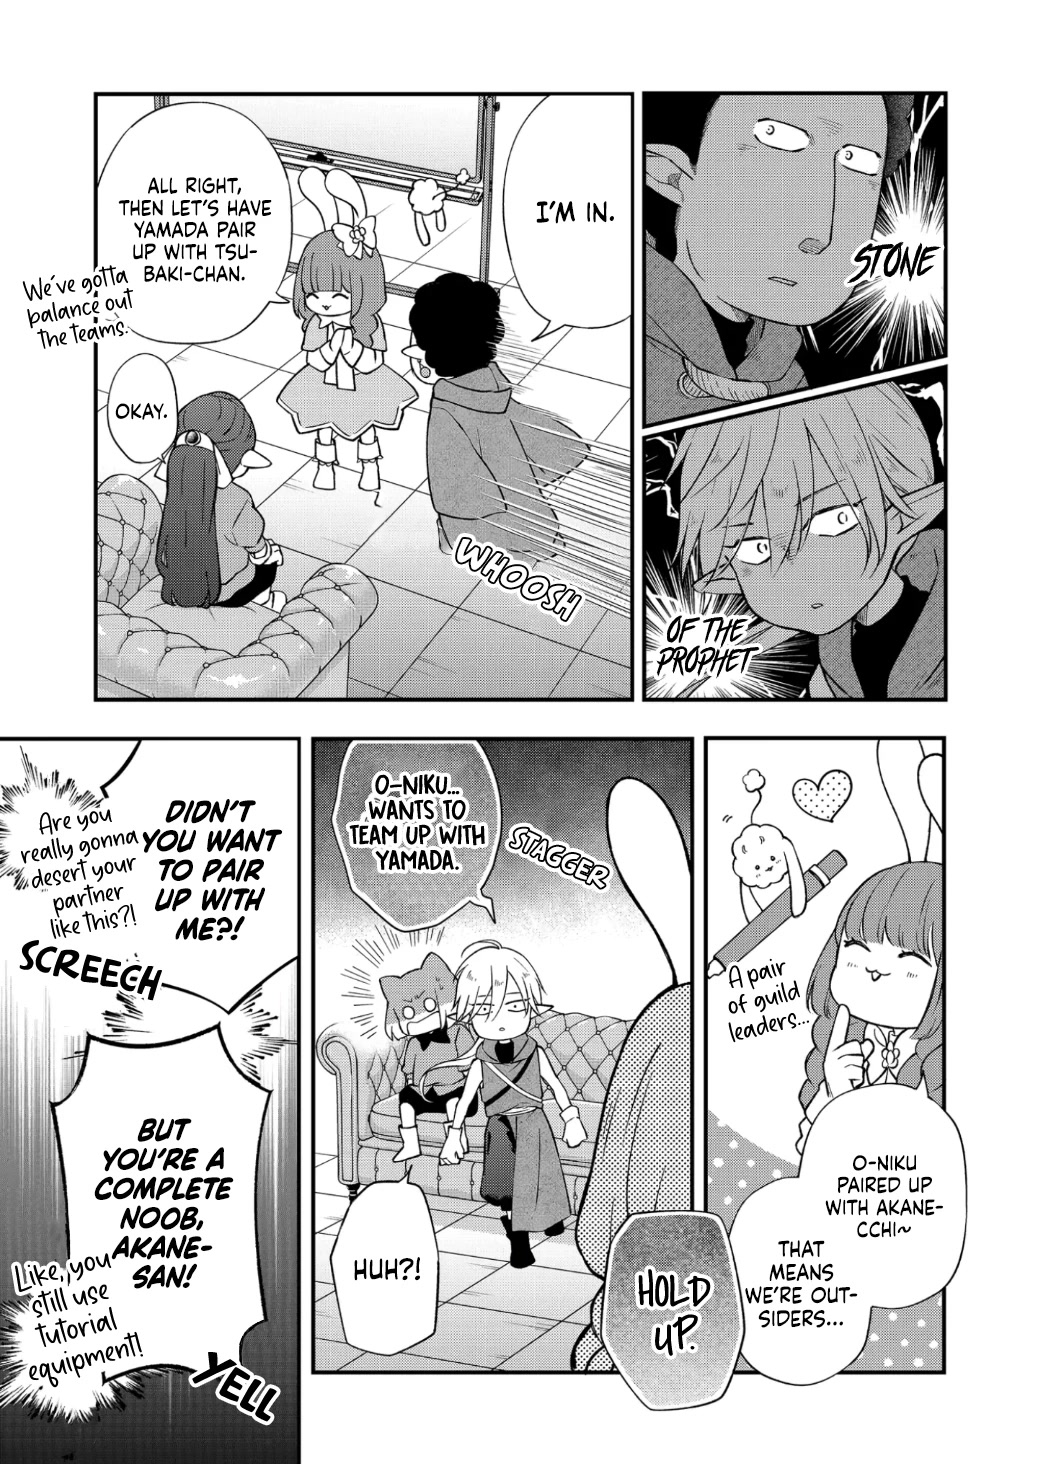 STONE
OF THE
PROPHET
I'M IN.
ALL RIGHT,
THEN LET'S HAVE
YAMADA PAIR
UP WITH TSU-
BAKI-CHAN.
We've gotta
balance out
the teams.
OKAY.
WHOOSH
A pair
of guild
leaders...
O-NIKU
PAIRED UP
WITH AKANE-
CCHI~
THAT
MEANS
WE'RE OUT-
SIDERS...
HOLD
UP.
O-NIKU...
WANTS TO
TEAM UP WITH
YAMADA.
STAGGER
HUH?!
DIDN'T
YOU WANT
TO PAIR
UP WITH
ME?!
Are you
really gonna
desert your
partner
like this?!
SCREECH
BUT
YOU'RE A
COMPLETE
NOOB,
AKANE-
SAN!
Like, you
still use
tutorial
equipment!
YELL